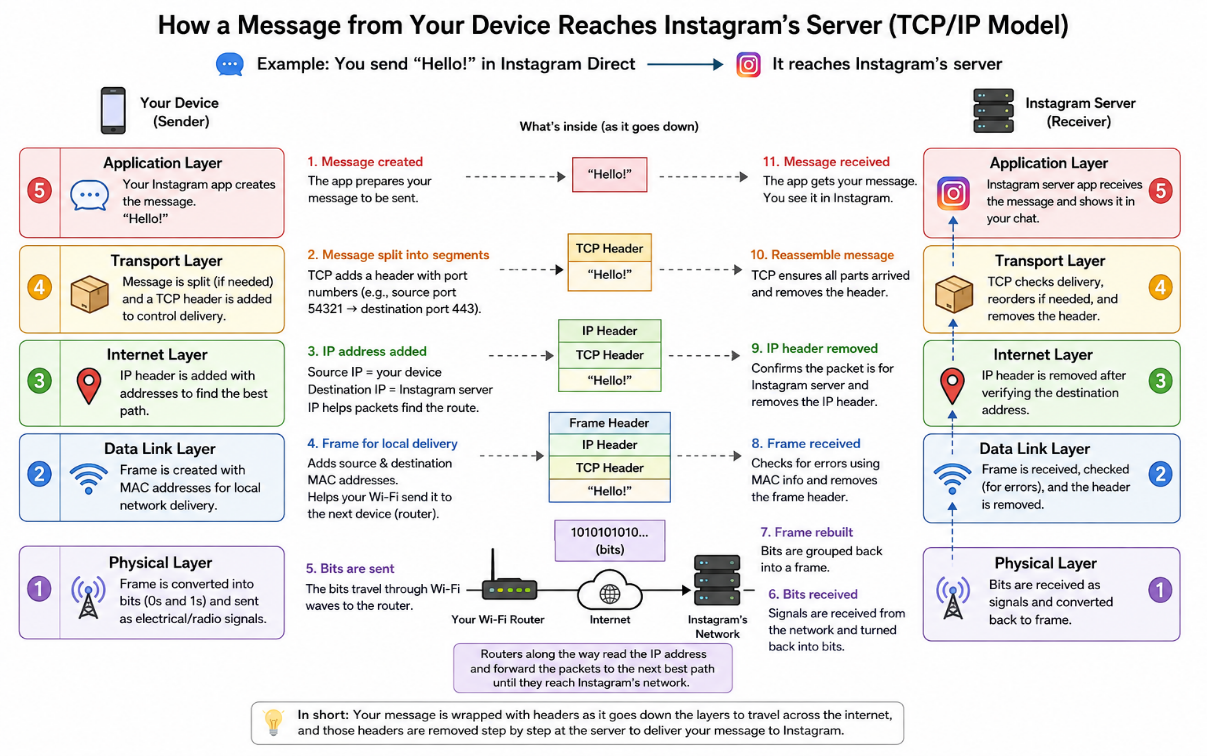 How a Message from Your Device Reaches Instagram's Server (TCP/IP Model)
Example: You send “Hello!” in Instagram Direct
It reaches Instagram's server
Your Device
(Sender)
What's inside (as it goes down)
Instagram Server
(Receiver)
5
Application Layer
Your Instagram app creates
the message.
“Hello!”
1. Message created
The app prepares your
message to be sent.
“Hello!”
11. Message received
The app gets your message.
You see it in Instagram.
Application Layer
Instagram server app receives
the message and shows it in
your chat.
5
4
Transport Layer
Message is split (if needed)
and a TCP header is added
to control delivery.
2. Message split into segments
TCP adds a header with port
numbers (e.g., source port
54321 → destination port 443).
TCP Header
“Hello!”
10. Reassemble message
TCP ensures all parts arrived
and removes the header.
Transport Layer
TCP checks delivery,
reorders if needed, and
removes the header.
4
3
Internet Layer
IP header is added with
addresses to find the best
path.
3. IP address added
Source IP = your device
Destination IP = Instagram server
IP helps packets find the route.
IP Header
TCP Header
“Hello!”
9. IP header removed
Confirms the packet is for
Instagram server and
removes the IP header.
Internet Layer
IP header is removed after
verifying the destination
address.
3
2
Data Link Layer
Frame is created with
MAC addresses for local
network delivery.
4. Frame for local delivery
Adds source & destination
MAC addresses.
Helps your Wi-Fi send it to
the next device (router).
Frame Header
IP Header
TCP Header
“Hello!”
8. Frame received
Checks for errors using
MAC info and removes
the frame header.
Data Link Layer
Frame is received, checked
(for errors), and the header
is removed.
2
1
Physical Layer
Frame is converted into
bits (0s and 1s) and sent
as electrical/radio signals.
5. Bits are sent
The bits travel through Wi-Fi
waves to the router.
1010101010...
(bits)
Your Wi-Fi Router
Internet
Instagram's
Network
7. Frame rebuilt
Bits are grouped back
into a frame.
6. Bits received
Signals are received from
the network and turned
back into bits.
Physical Layer
Bits are received as
signals and converted
back to frame.
1
Routers along the way read the IP address
and forward the packets to the next best path
until they reach Instagram's network.
In short: Your message is wrapped with headers as it goes down the layers to travel across the internet,
and those headers are removed step by step at the server to deliver your message to Instagram.